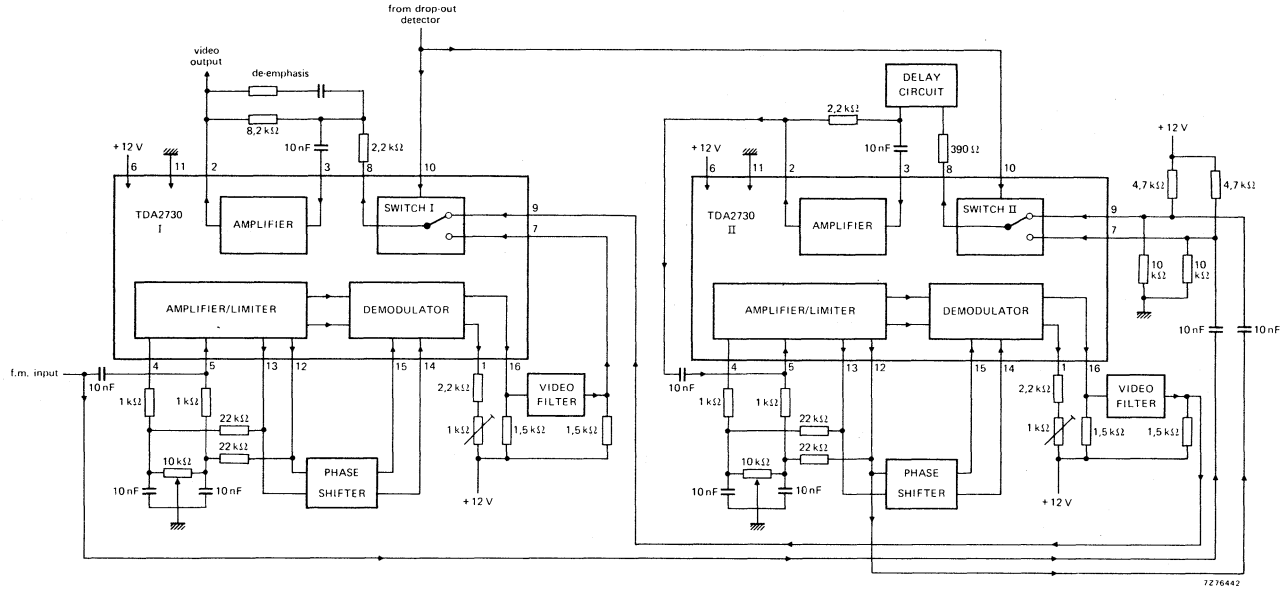 from drop-out
detector
video
output
de-emphasis
8,2 kΩ
10 nF
2,2 kΩ
+ 12 V
6
11
2
3
8
10
TDA2730
I
AMPLIFIER
SWITCH I
9
7
AMPLIFIER/LIMITER
DEMODULATOR
f.m. input
10 nF
4
5
13
12
15
14
1
16
1 kΩ
1 kΩ
22 kΩ
22 kΩ
10 kΩ
10 nF
10 nF
PHASE
SHIFTER
2,2 kΩ
1 kΩ
+ 12 V
VIDEO
FILTER
1,5 kΩ
1,5 kΩ
DELAY
CIRCUIT
2,2 kΩ
10 nF
390 Ω
+ 12 V
6
11
2
3
8
10
TDA2730
II
AMPLIFIER
SWITCH II
9
7
+ 12 V
4,7 kΩ
4,7 kΩ
10
kΩ
10
kΩ
10 nF
10 nF
AMPLIFIER/LIMITER
DEMODULATOR
10 nF
4
5
13
12
15
14
1
16
1 kΩ
1 kΩ
22 kΩ
22 kΩ
10 kΩ
10 nF
10 nF
PHASE
SHIFTER
2,2 kΩ
1 kΩ
+ 12 V
VIDEO
FILTER
1,5 kΩ
1,5 kΩ
7Z76442